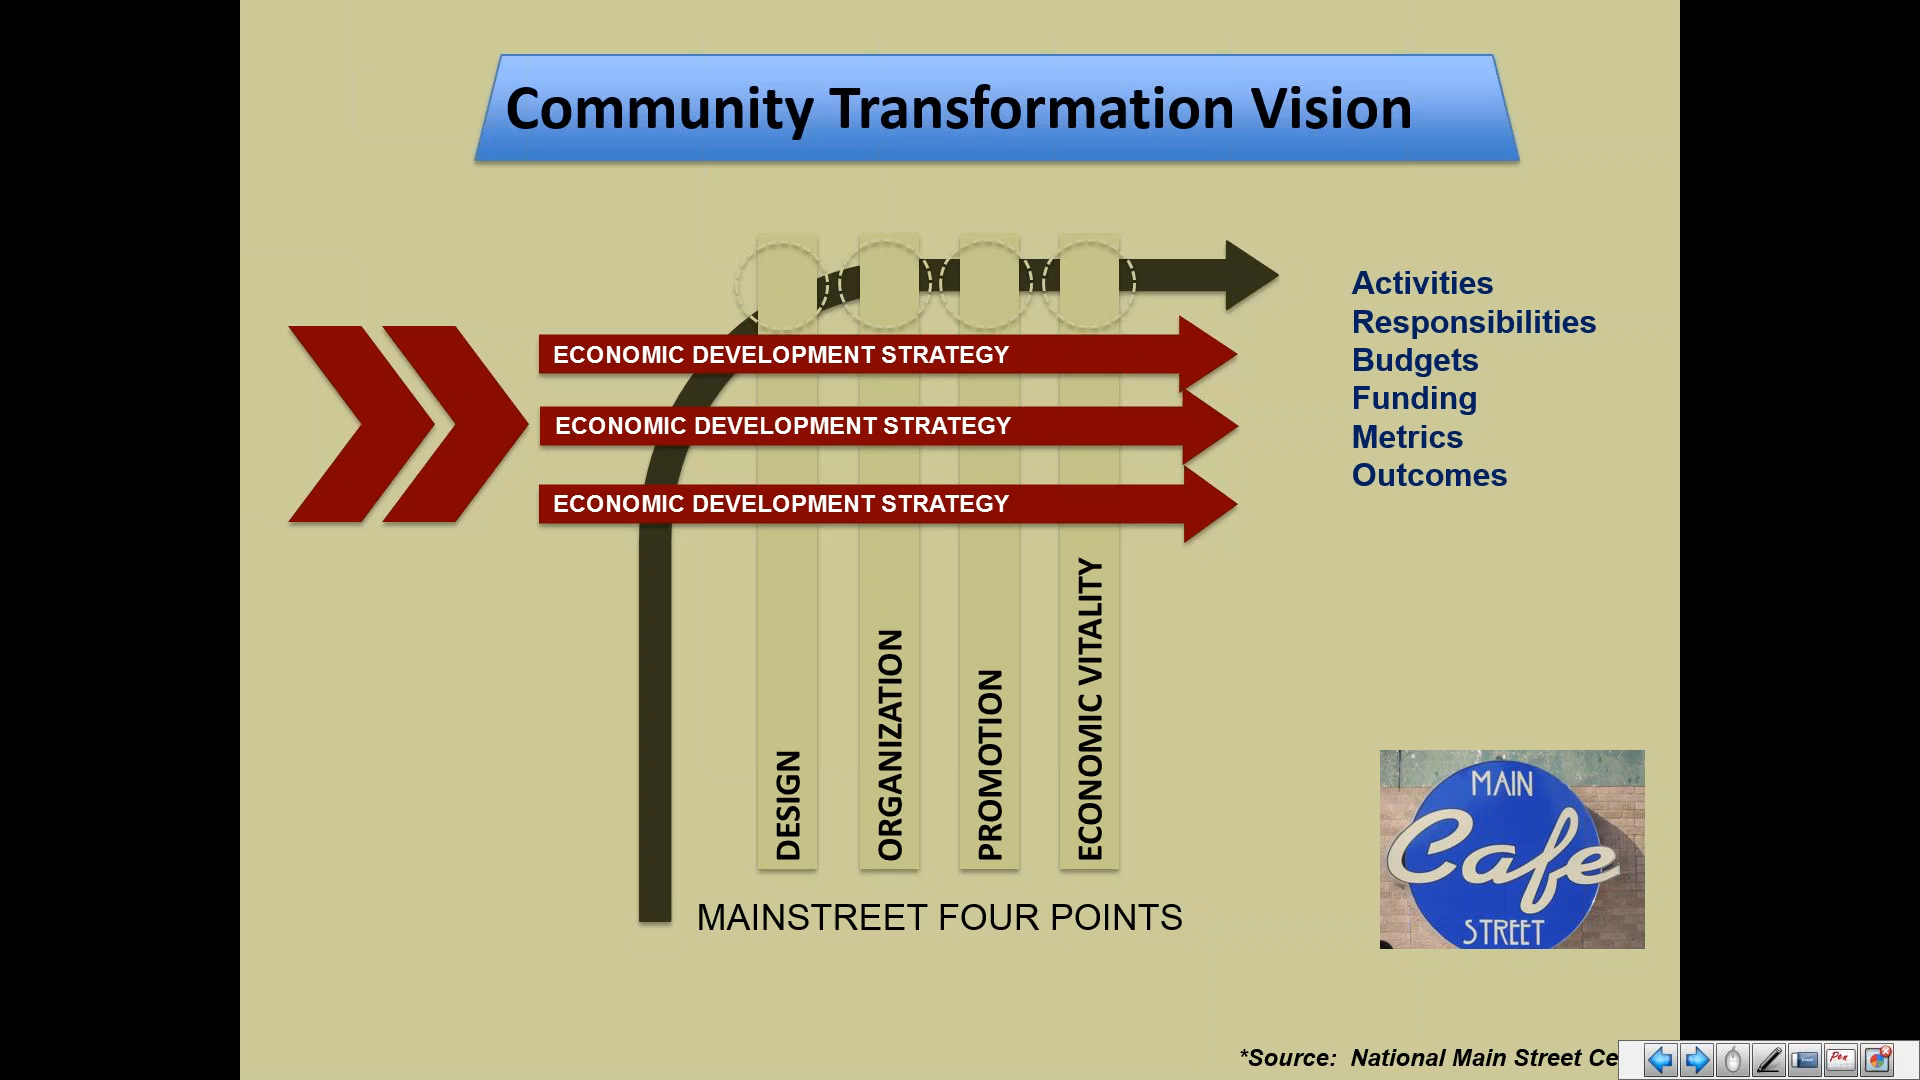 Community Transformation Vision
Activities
Responsibilities
Budgets
Funding
Metrics
Outcomes
ECONOMIC DEVELOPMENT STRATEGY
ECONOMIC DEVELOPMENT STRATEGY
ECONOMIC DEVELOPMENT STRATEGY
DESIGN
ORGANIZATION
PROMOTION
ECONOMIC VITALITY
MAINSTREET FOUR POINTS
MAIN
Cafe
STREET
*Source: National Main Street Ce
Pen